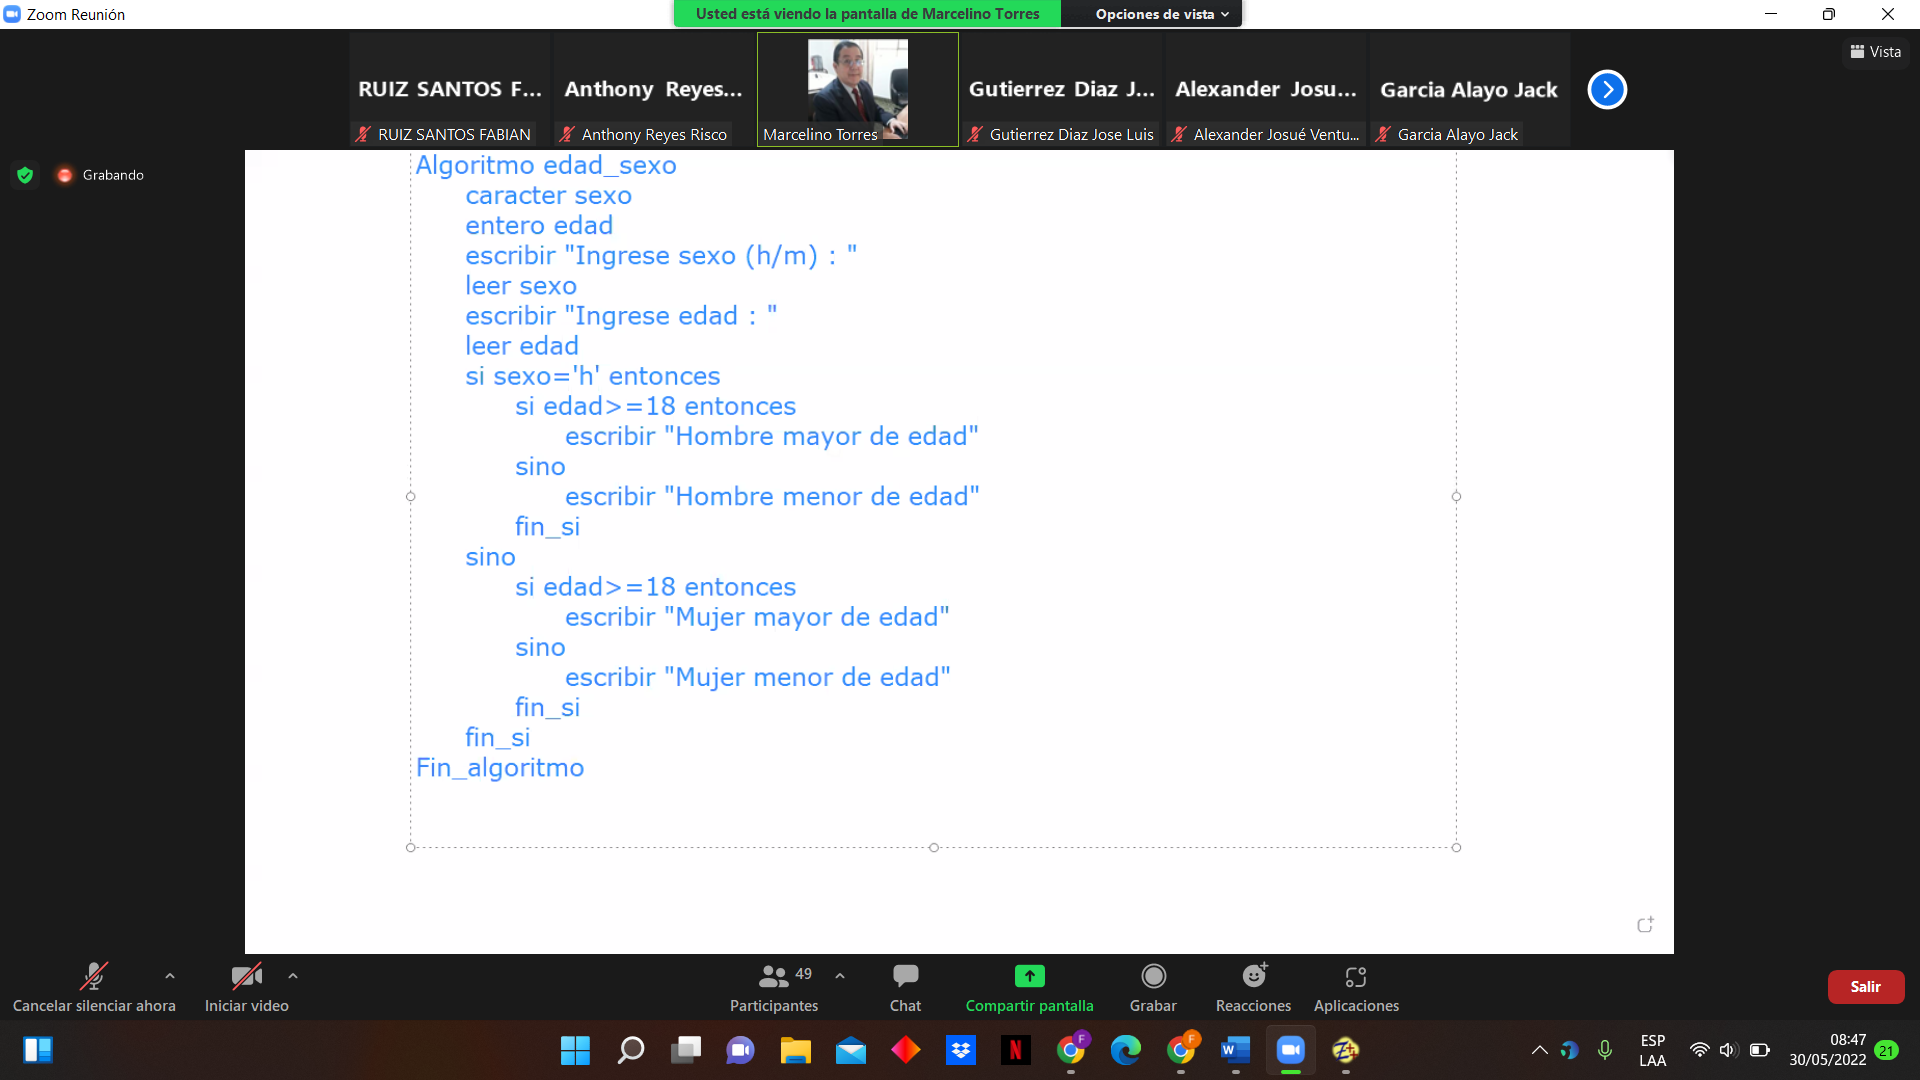 Zoom Reunión
Usted está viendo la pantalla de Marcelino Torres
Opciones de vista
Vista
RUIZ SANTOS F...
Anthony Reyes...
Gutierrez Diaz J...
Alexander Josu...
Garcia Alayo Jack
RUIZ SANTOS FABIAN
Anthony Reyes Risco
Marcelino Torres
Gutierrez Diaz Jose Luis
Alexander Josué Ventu...
Garcia Alayo Jack
Grabando
Algoritmo edad_sexo
caracter sexo
entero edad
escribir "Ingrese sexo (h/m) : "
leer sexo
escribir "Ingrese edad : "
leer edad
si sexo='h' entonces
si edad>=18 entonces
escribir "Hombre mayor de edad"
sino
escribir "Hombre menor de edad"
fin_si
sino
si edad>=18 entonces
escribir "Mujer mayor de edad"
sino
escribir "Mujer menor de edad"
fin_si
fin_si
Fin_algoritmo
Cancelar silenciar ahora
Iniciar video
49
Participantes
Chat
Compartir pantalla
Grabar
Reacciones
Aplicaciones
Salir
F
F
N
W
ESP
LAA
08:47
30/05/2022
21